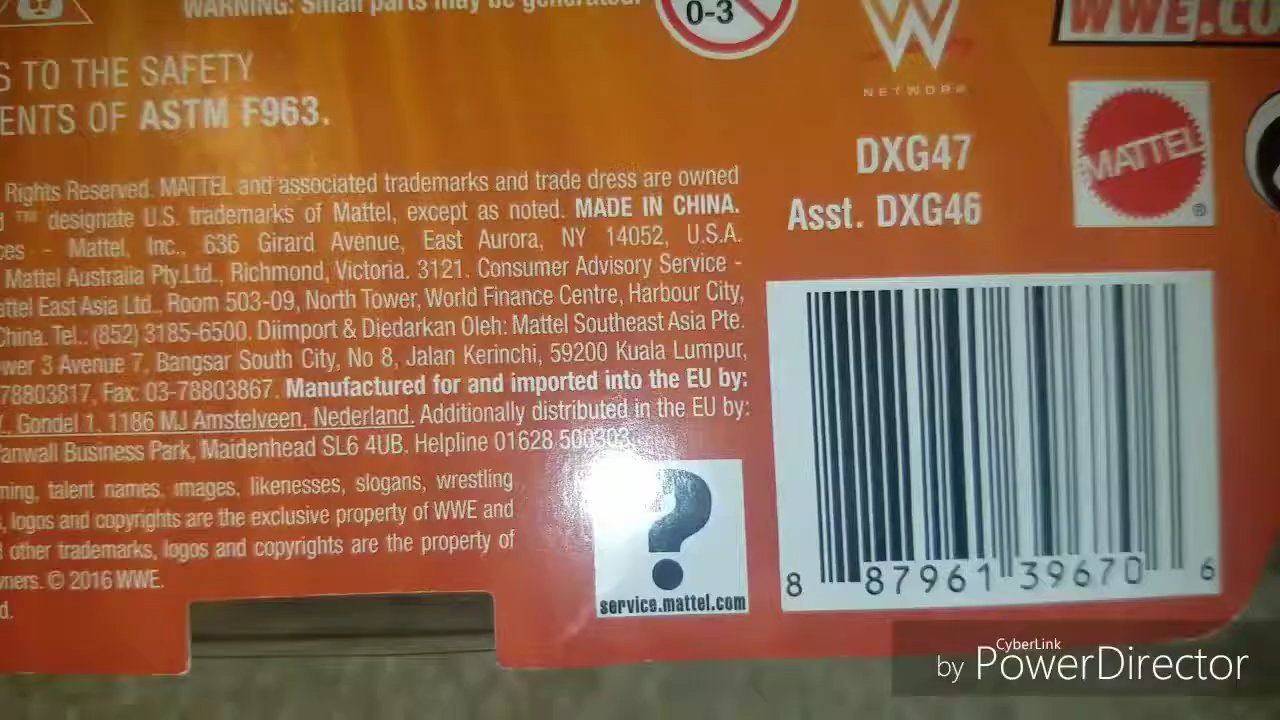 WARNING: Small parts may be generated.
0-3
W
NETWORK
WWE.CO
S TO THE SAFETY
ENTS OF ASTM F963.
DXG47
Asst. DXG46
MATTEL
®
Rights Reserved. MATTEL and associated trademarks and trade dress are owned
™ designate U.S. trademarks of Mattel, except as noted. MADE IN CHINA.
ces - Mattel, Inc., 636 Girard Avenue, East Aurora, NY 14052, U.S.A.
Mattel Australia Pty.Ltd., Richmond, Victoria. 3121. Consumer Advisory Service -
attel East Asia Ltd., Room 503-09, North Tower, World Finance Centre, Harbour City,
China. Tel.: (852) 3185-6500. Diimport & Diedarkan Oleh: Mattel Southeast Asia Pte.
wer 3 Avenue 7, Bangsar South City, No 8, Jalan Kerinchi, 59200 Kuala Lumpur,
78803817, Fax: 03-78803867. Manufactured for and imported into the EU by:
Gondel 1, 1186 MJ Amstelveen, Nederland. Additionally distributed in the EU by:
anwall Business Park, Maidenhead SL6 4UB. Helpline 01628 500303.
ning, talent names, images, likenesses, slogans, wrestling
, logos and copyrights are the exclusive property of WWE and
other trademarks, logos and copyrights are the property of
ners. © 2016 WWE.
d.
?
service.mattel.com
8 87961 39670 6
by CyberLink PowerDirector